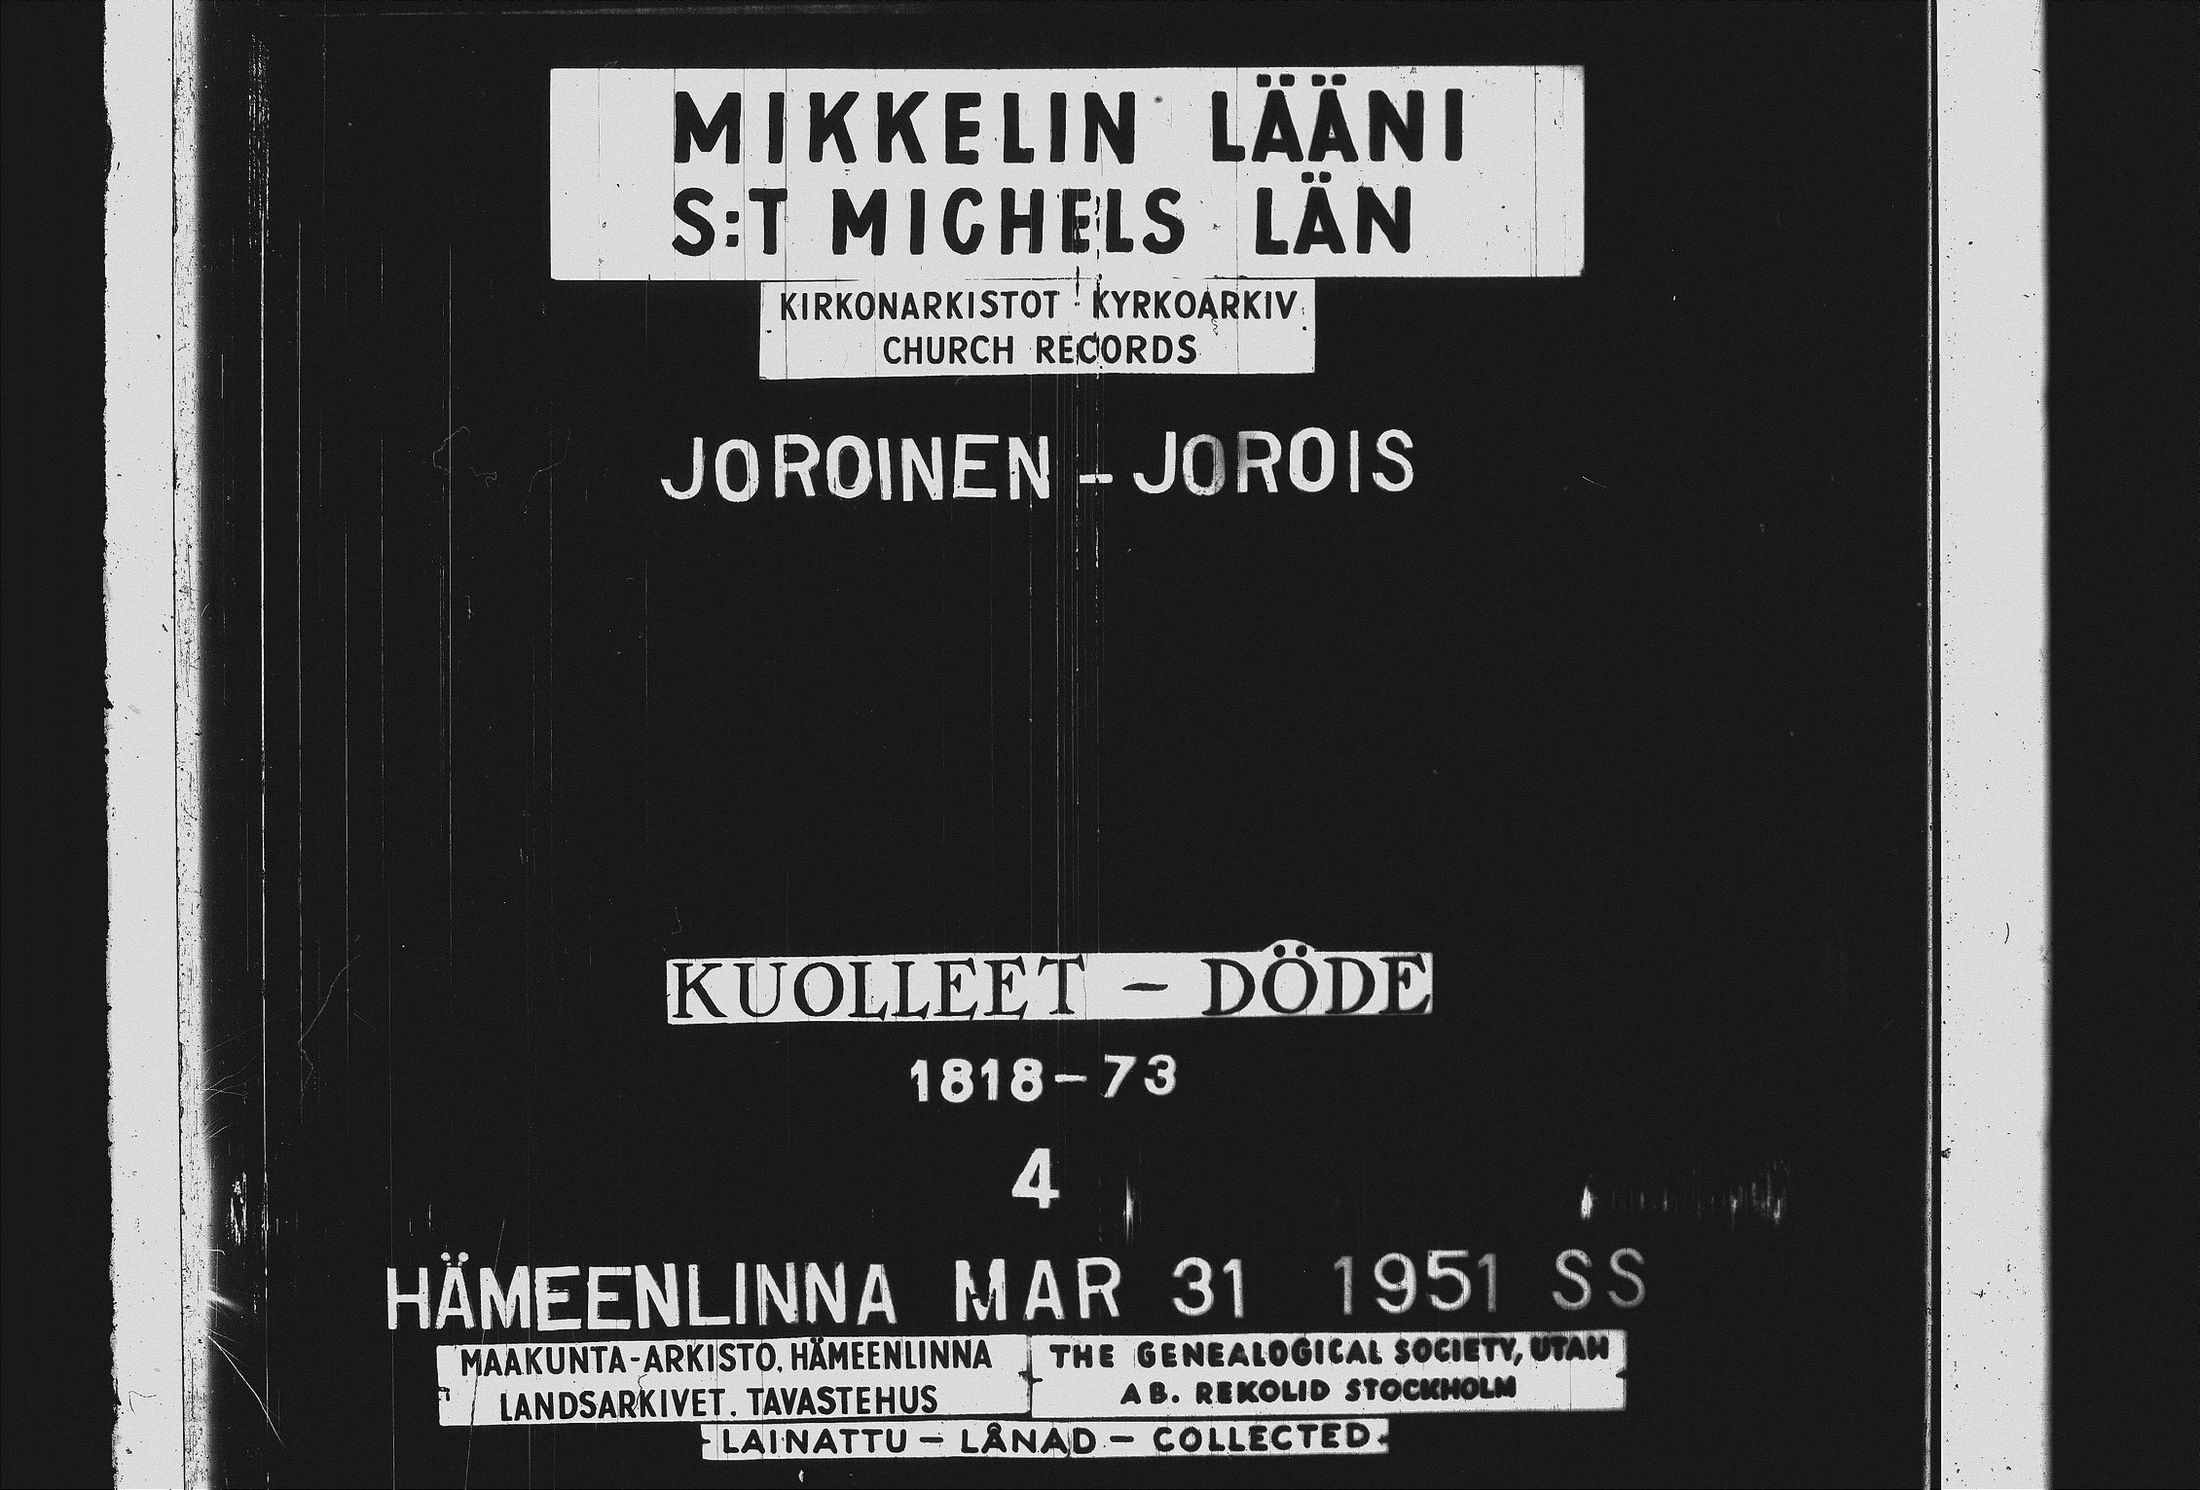 MIKKELIN LÄÄNI
S:T MICHELS LÄN
KIRKONARKISTOT KYRKOARKIV
CHURCH RECORDS
JOROINEN - JOROIS
KUOLLEET - DÖDE
1818-73
4
HÄMEENLINNA MAR 31 1951 SS
MAAKUNTA-ARKISTO, HÄMEENLINNA
LANDSARKIVET. TAVASTEHUS
THE GENEALOGICAL SOCIETY, UTAH
AB. REKOLID STOCKHOLM
LAINATTU - LÅNAD - COLLECTED